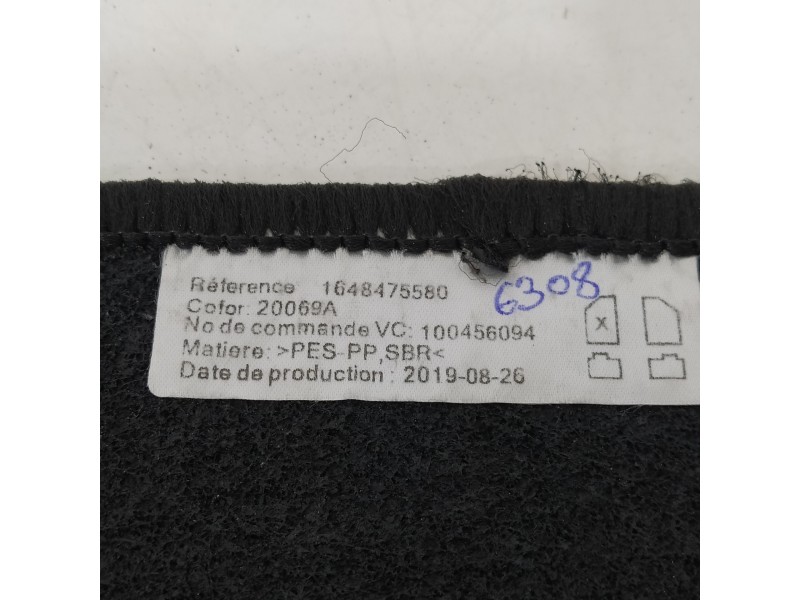 Réference 1648475580
6308
Cofor: 20069A
No de commande VC: 100456094
x
Matiere: >PES-PP,SBR<
Date de production : 2019-08-26